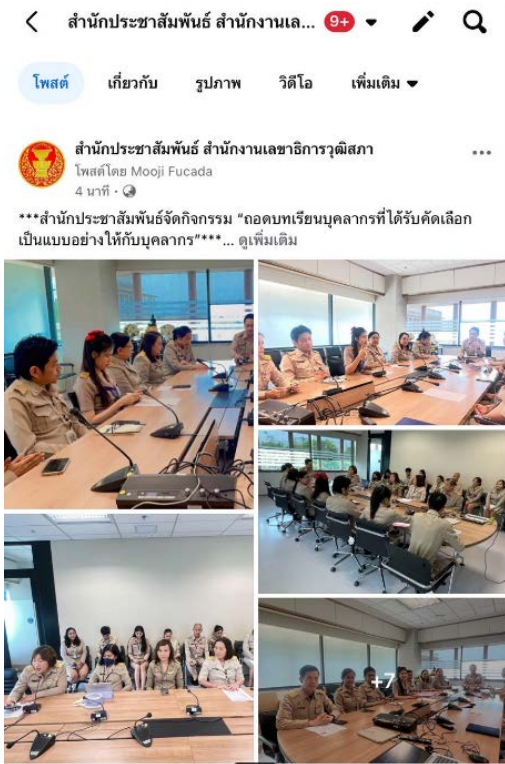 สำนักประชาสัมพันธ์ สำนักงานเล... 9+
โพสต์ เกี่ยวกับ รูปภาพ วิดีโอ เพิ่มเติม
สำนักประชาสัมพันธ์ สำนักงานเลขาธิการวุฒิสภา
โพสต์โดย Mooji Fucada
4 นาที ·
***สำนักประชาสัมพันธ์จัดกิจกรรม “ถอดบทเรียนบุคลากรที่ได้รับคัดเลือก
เป็นแบบอย่างให้กับบุคลากร”***... ดูเพิ่มเติม
+7